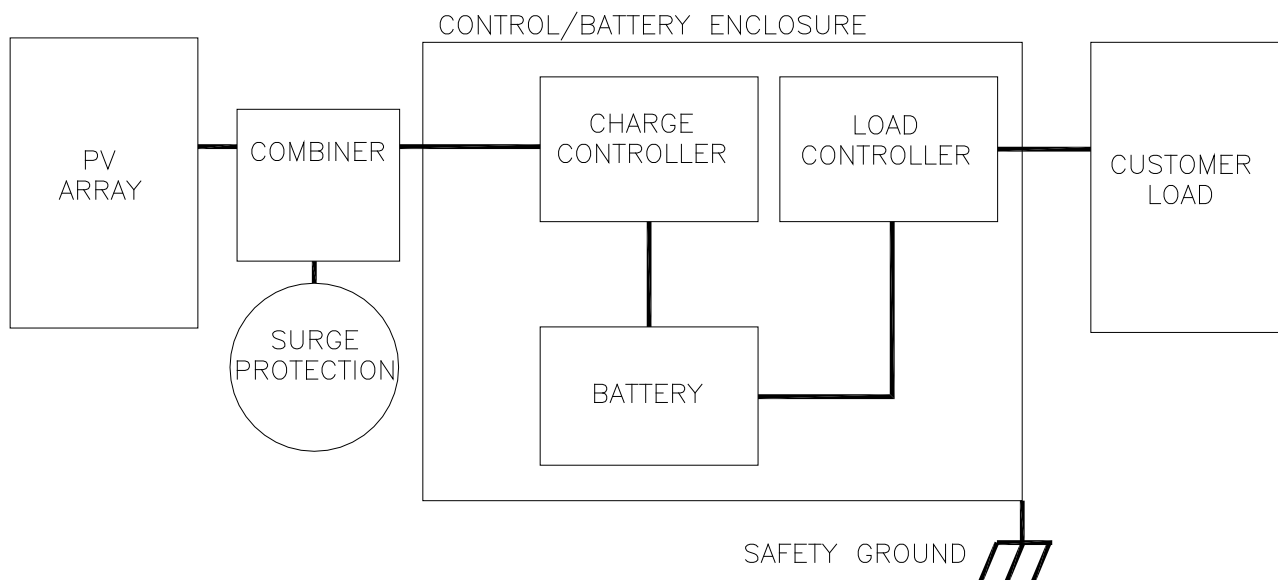 CONTROL/BATTERY ENCLOSURE
PV
ARRAY
COMBINER
SURGE
PROTECTION
CHARGE
CONTROLLER
LOAD
CONTROLLER
BATTERY
CUSTOMER
LOAD
SAFETY GROUND